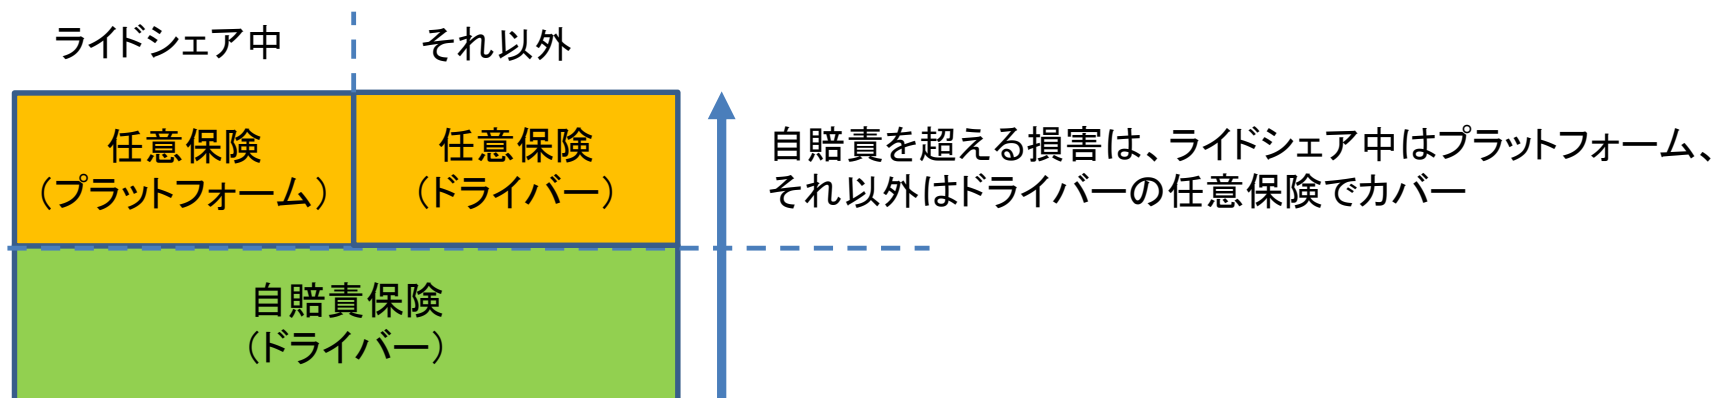 ライドシェア中
それ以外
任意保険
（プラットフォーム）
任意保険
（ドライバー）
自賠責を超える損害は、ライドシェア中はプラットフォーム、
それ以外はドライバーの任意保険でカバー
自賠責保険
（ドライバー）